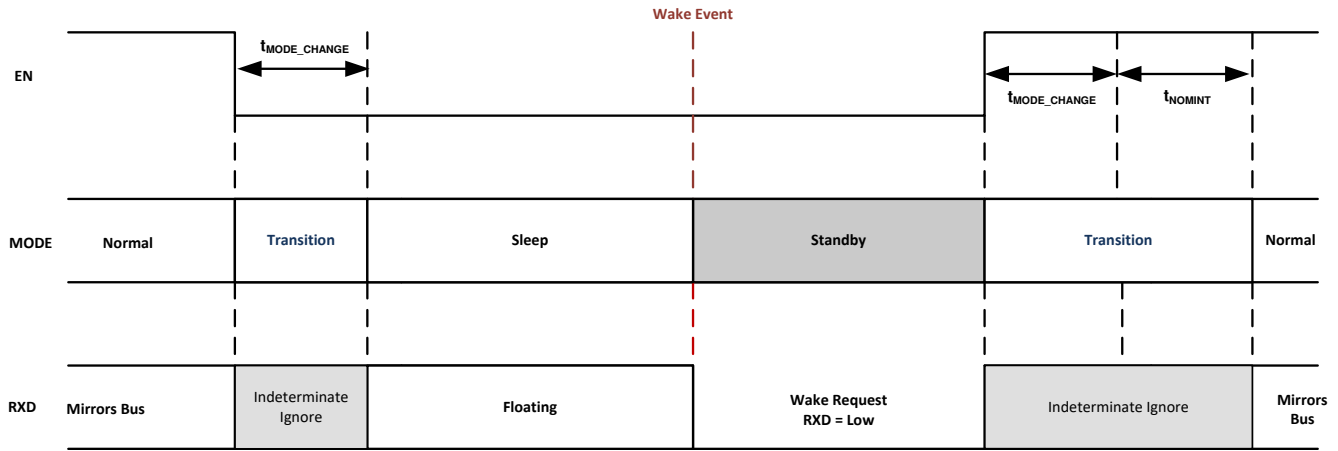 Wake Event
EN
tMODE_CHANGE
tMODE_CHANGE
tNOMINT
MODE
Normal
Transition
Sleep
Standby
Transition
Normal
RXD
Mirrors Bus
Indeterminate
Ignore
Floating
Wake Request
RXD = Low
Indeterminate Ignore
Mirrors
Bus